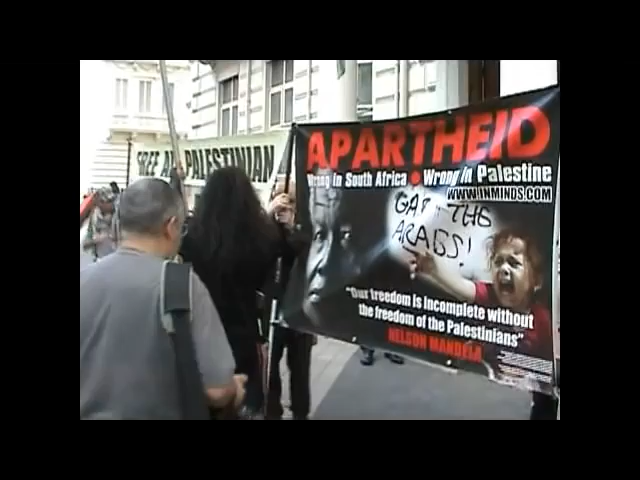 FREE PALESTINIAN
APARTHEID
Wrong in South Africa • Wrong in Palestine
WWW.INMINDS.COM
GAS THE
ARABS!
"Our freedom is incomplete without
the freedom of the Palestinians"
NELSON MANDELA